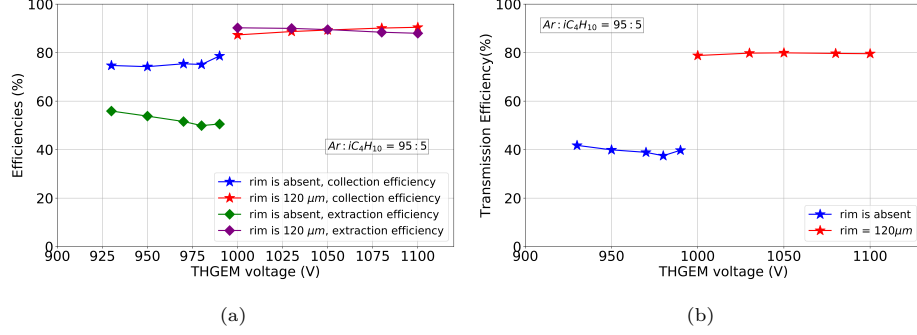 100
80
60
40
20
0
Efficiencies (%)
Ar : iC₄H₁₀ = 95 : 5
rim is absent, collection efficiency
rim is 120 μm, collection efficiency
rim is absent, extraction efficiency
rim is 120 μm, extraction efficiency
900 925 950 975 1000 1025 1050 1075 1100
THGEM voltage (V)
(a)
100
80
60
40
20
0
Transmission Efficiency(%)
Ar : iC₄H₁₀ = 95 : 5
rim is absent
rim = 120μm
900 950 1000 1050 1100
THGEM voltage (V)
(b)